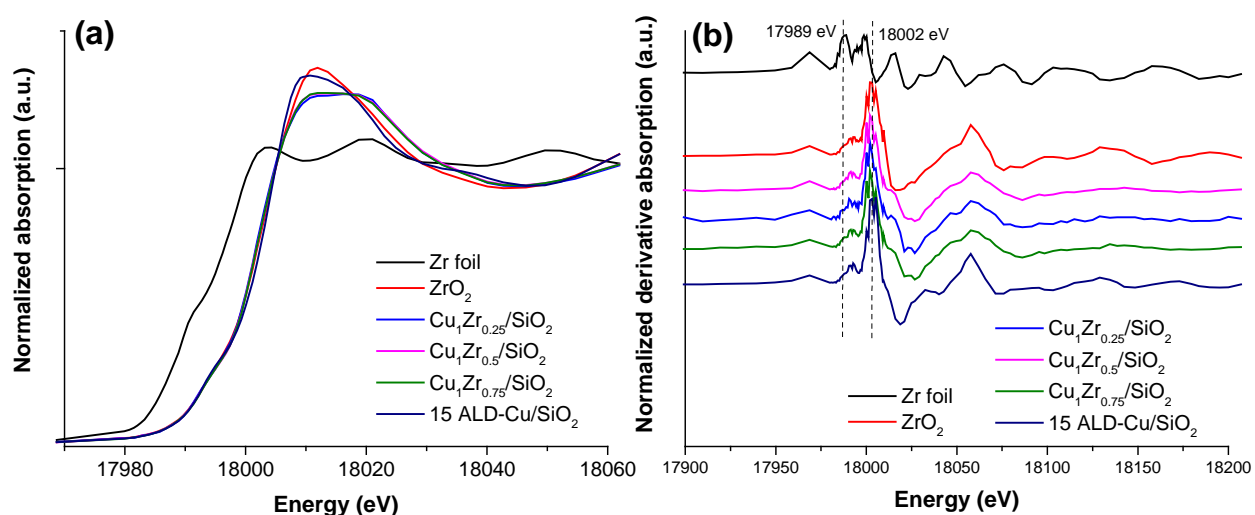 (a)
Normalized absorption (a.u.)
Zr foil
ZrO2
Cu1Zr0.25/SiO2
Cu1Zr0.5/SiO2
Cu1Zr0.75/SiO2
15 ALD-Cu/SiO2
17980 18000 18020 18040 18060
Energy (eV)
(b)
17989 eV 18002 eV
Normalized derivative absorption (a.u.)
Cu1Zr0.25/SiO2
Cu1Zr0.5/SiO2
Zr foil Cu1Zr0.75/SiO2
ZrO2 15 ALD-Cu/SiO2
17900 17950 18000 18050 18100 18150 18200
Energy (eV)